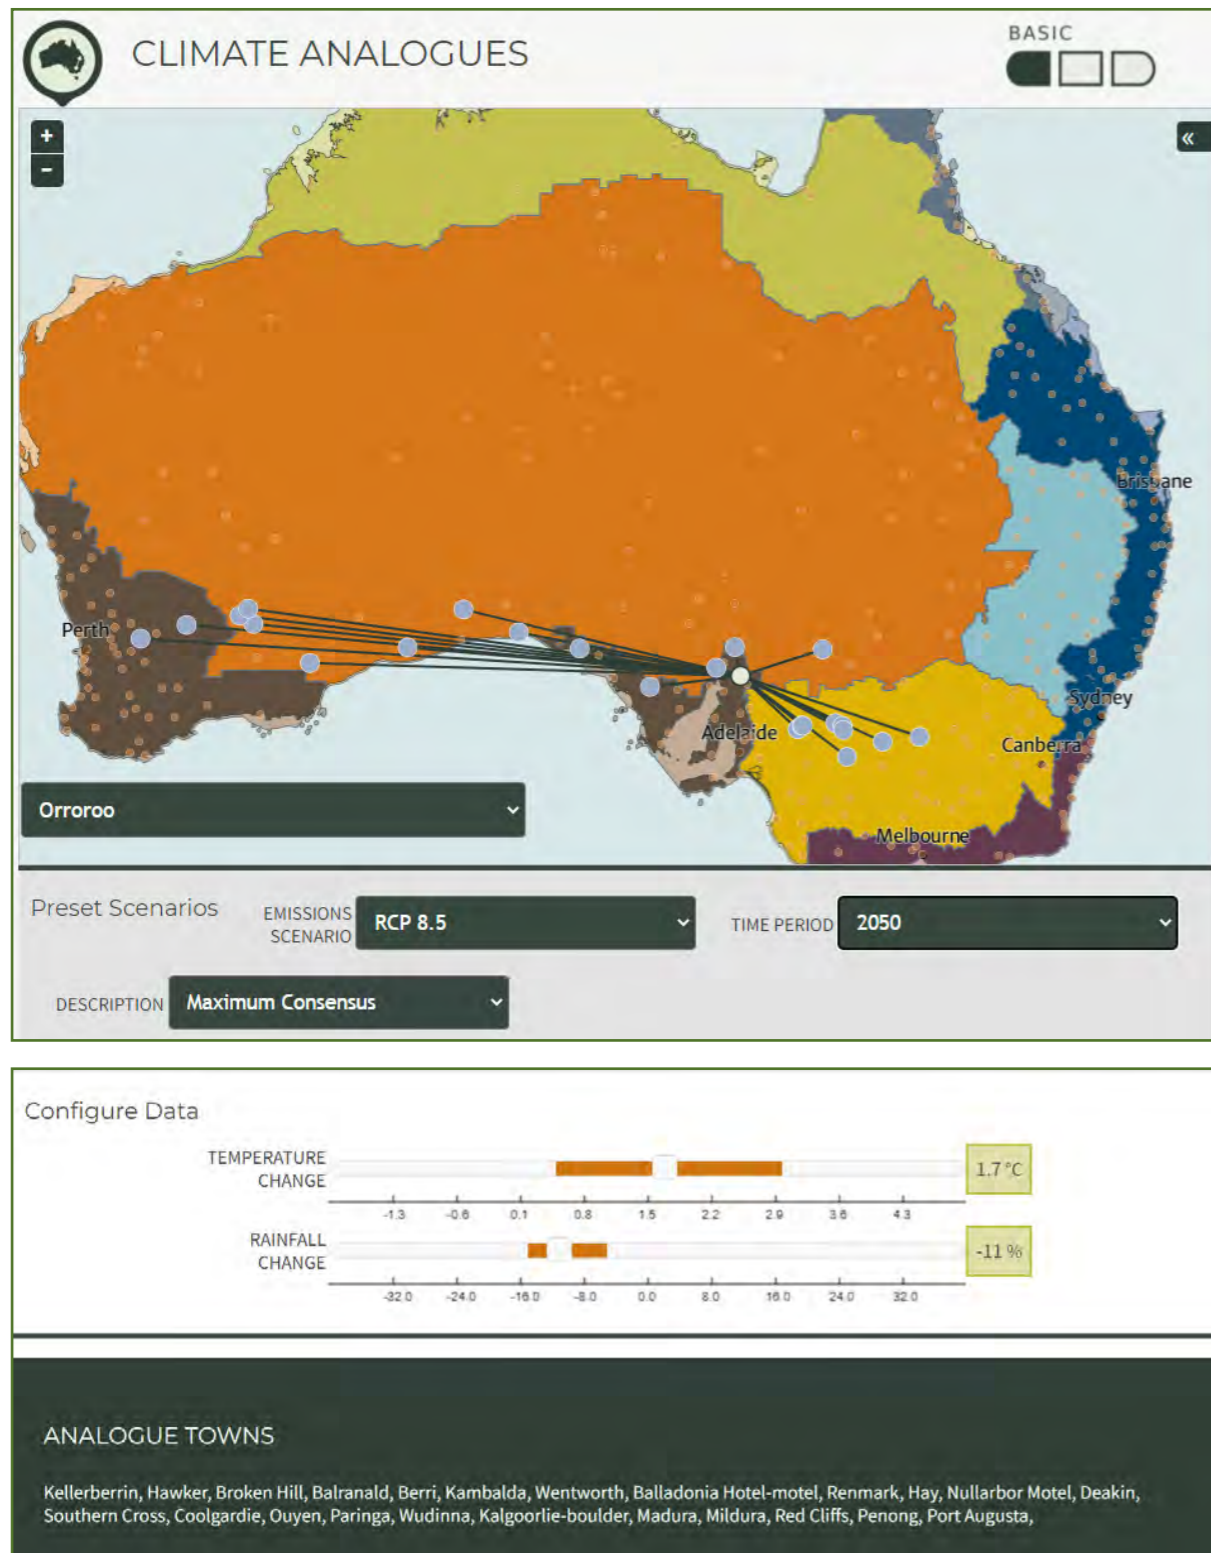 CLIMATE ANALOGUES
BASIC
+
-
«
Brisbane
Perth
Sydney
Adelaide
Canberra
Melbourne
Orroroo
Preset Scenarios
EMISSIONS
SCENARIO
RCP 8.5
TIME PERIOD
2050
DESCRIPTION
Maximum Consensus
Configure Data
TEMPERATURE
CHANGE
1.7 °C
-1.3 -0.6 0.1 0.8 1.5 2.2 2.9 3.6 4.3
RAINFALL
CHANGE
-11 %
-32.0 -24.0 -16.0 -8.0 0.0 8.0 16.0 24.0 32.0
ANALOGUE TOWNS
Kellerberrin, Hawker, Broken Hill, Balranald, Berri, Kambalda, Wentworth, Balladonia Hotel-motel, Renmark, Hay, Nullarbor Motel, Deakin,
Southern Cross, Coolgardie, Ouyen, Paringa, Wudinna, Kalgoorlie-boulder, Madura, Mildura, Red Cliffs, Penong, Port Augusta,